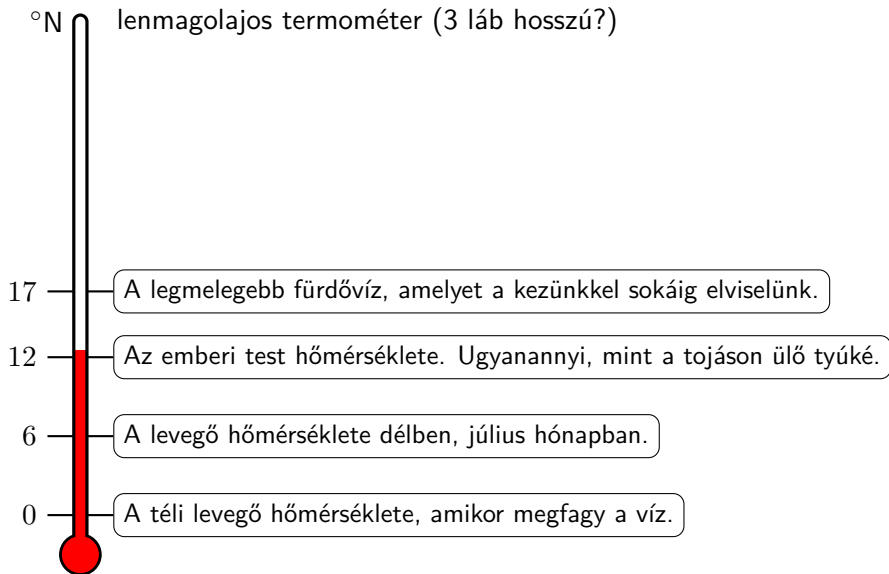 °N lenmagolajos termométer (3 láb hosszú?)
17 A legmelegebb fürdővíz, amelyet a kezünkkel sokáig elviselünk.
12 Az emberi test hőmérséklete. Ugyanannyi, mint a tojáson ülő tyúké.
6 A levegő hőmérséklete délben, július hónapban.
0 A téli levegő hőmérséklete, amikor megfagy a víz.